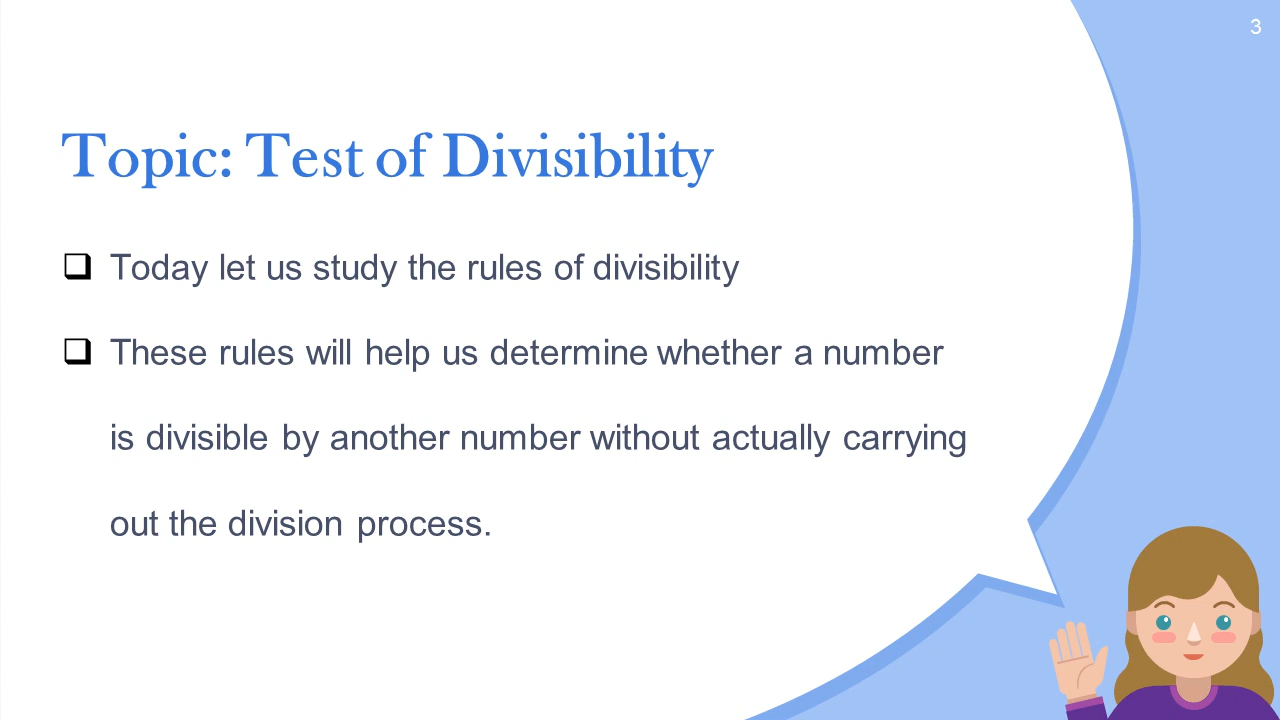 3
Topic: Test of Divisibility
❑ Today let us study the rules of divisibility
❑ These rules will help us determine whether a number
is divisible by another number without actually carrying
out the division process.